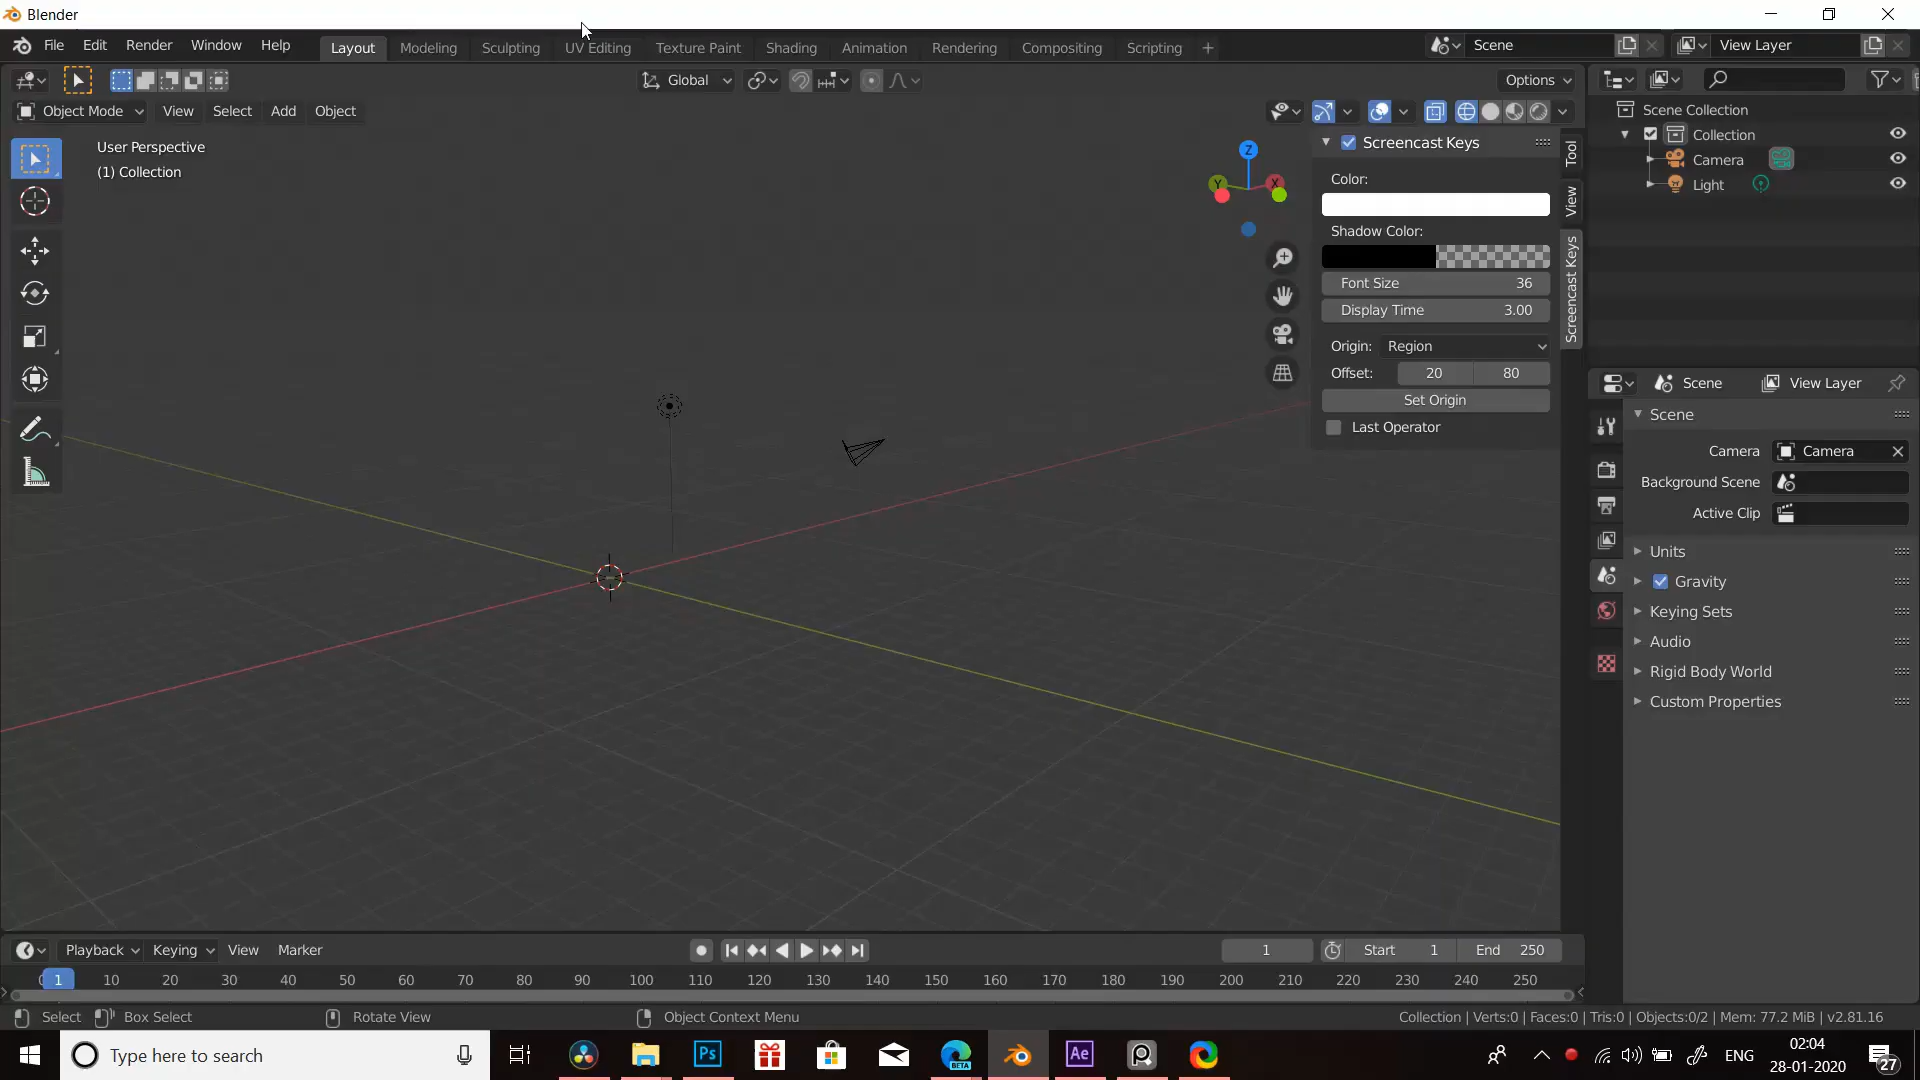 Blender
File Edit Render Window Help Layout Modeling Sculpting UV Editing Texture Paint Shading Animation Rendering Compositing Scripting + Scene View Layer
Global Options
Object Mode View Select Add Object
User Perspective
(1) Collection
Z
Y
X
Screencast Keys
Color:
Shadow Color:
Font Size 36
Display Time 3.00
Origin: Region
Offset: 20 80
Set Origin
Last Operator
Tool
View
Screencast Keys
Scene Collection
Collection
Camera
Light
Scene View Layer
Scene
Camera Camera
Background Scene
Active Clip
Units
Gravity
Keying Sets
Audio
Rigid Body World
Custom Properties
Playback Keying View Marker 1 Start 1 End 250
1 10 20 30 40 50 60 70 80 90 100 110 120 130 140 150 160 170 180 190 200 210 220 230 240 250
Select Box Select Rotate View Object Context Menu Collection | Verts:0 | Faces:0 | Tris:0 | Objects:0/2 | Mem: 77.2 MiB | v2.81.16
Type here to search Ps BETA Ae ENG
02:04
28-01-2020
27